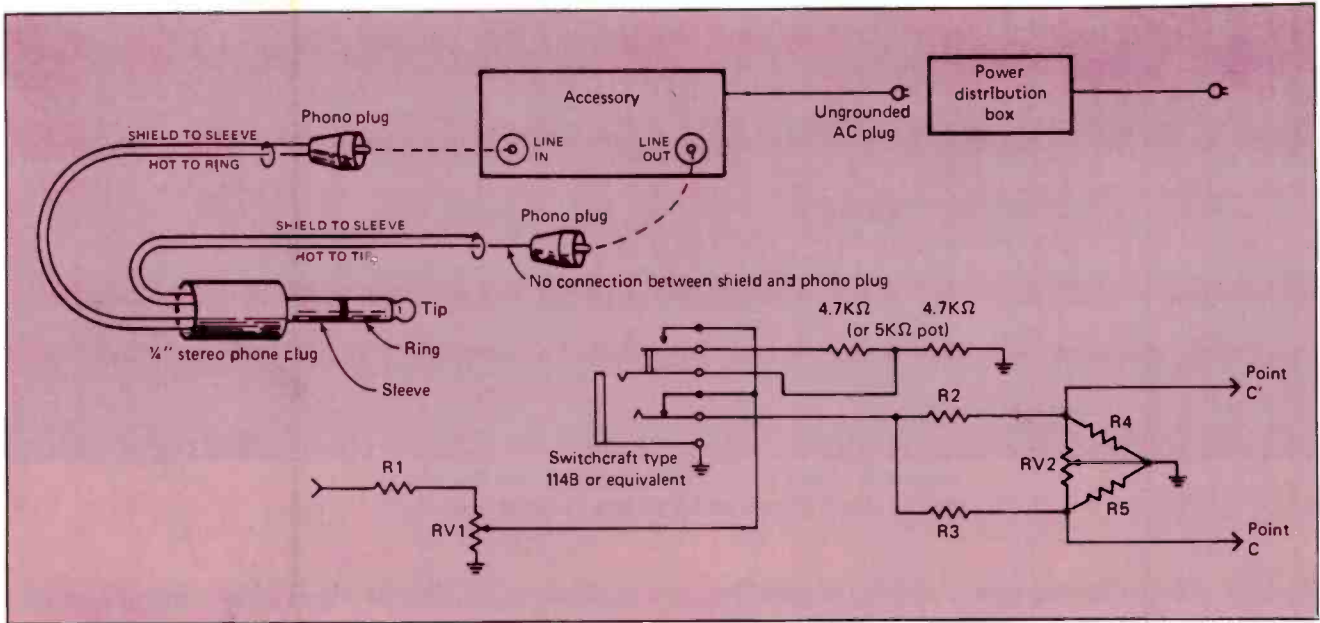 Power
distribution
box
Accessory
Ungrounded
AC plug
Phono plug
LINE
IN
LINE
OUT
SHIELD TO SLEEVE
HOT TO RING
Phono plug
SHIELD TO SLEEVE
HOT TO TIP
No connection between shield and phono plug
Tip
Ring
Sleeve
¼" stereo phone plug
4.7KΩ
4.7KΩ
(or 5KΩ pot)
Point
C'
R2
R4
RV2
R5
R3
Point
C
Switchcraft type
114B or equivalent
R1
RV1